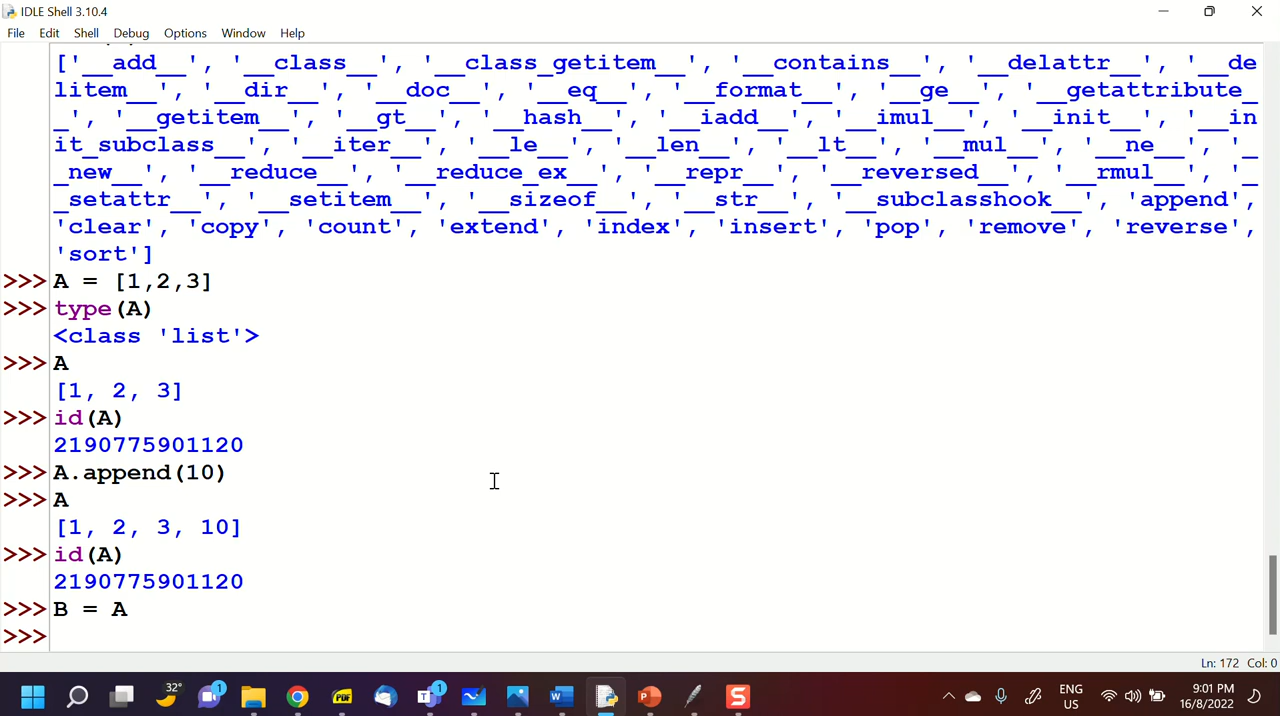 IDLE Shell 3.10.4
File Edit Shell Debug Options Window Help
['__add__', '__class__', '__class_getitem__', '__contains__', '__delattr__', '__de
litem__', '__dir__', '__doc__', '__eq__', '__format__', '__ge__', '__getattribute_
_', '__getitem__', '__gt__', '__hash__', '__iadd__', '__imul__', '__init__', '__in
it_subclass__', '__iter__', '__le__', '__len__', '__lt__', '__mul__', '__ne__', '_
_new__', '__reduce__', '__reduce_ex__', '__repr__', '__reversed__', '__rmul__', '_
_setattr__', '__setitem__', '__sizeof__', '__str__', '__subclasshook__', 'append',
'clear', 'copy', 'count', 'extend', 'index', 'insert', 'pop', 'remove', 'reverse',
'sort']
>>> A = [1,2,3]
>>> type(A)
<class 'list'>
>>> A
[1, 2, 3]
>>> id(A)
2190775901120
>>> A.append(10)
>>> A
[1, 2, 3, 10]
>>> id(A)
2190775901120
>>> B = A
>>>
Ln: 172 Col: 0
32°
1
PDF
1
ENG
US
9:01 PM
16/8/2022